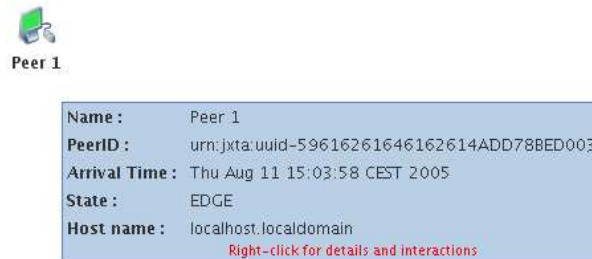 Peer 1
Name : Peer 1
PeerID : urn:jxta:uuid-59616261646162614ADD78BED003
Arrival Time : Thu Aug 11 15:03:58 CEST 2005
State : EDGE
Host name : localhost.localdomain
Right-click for details and interactions